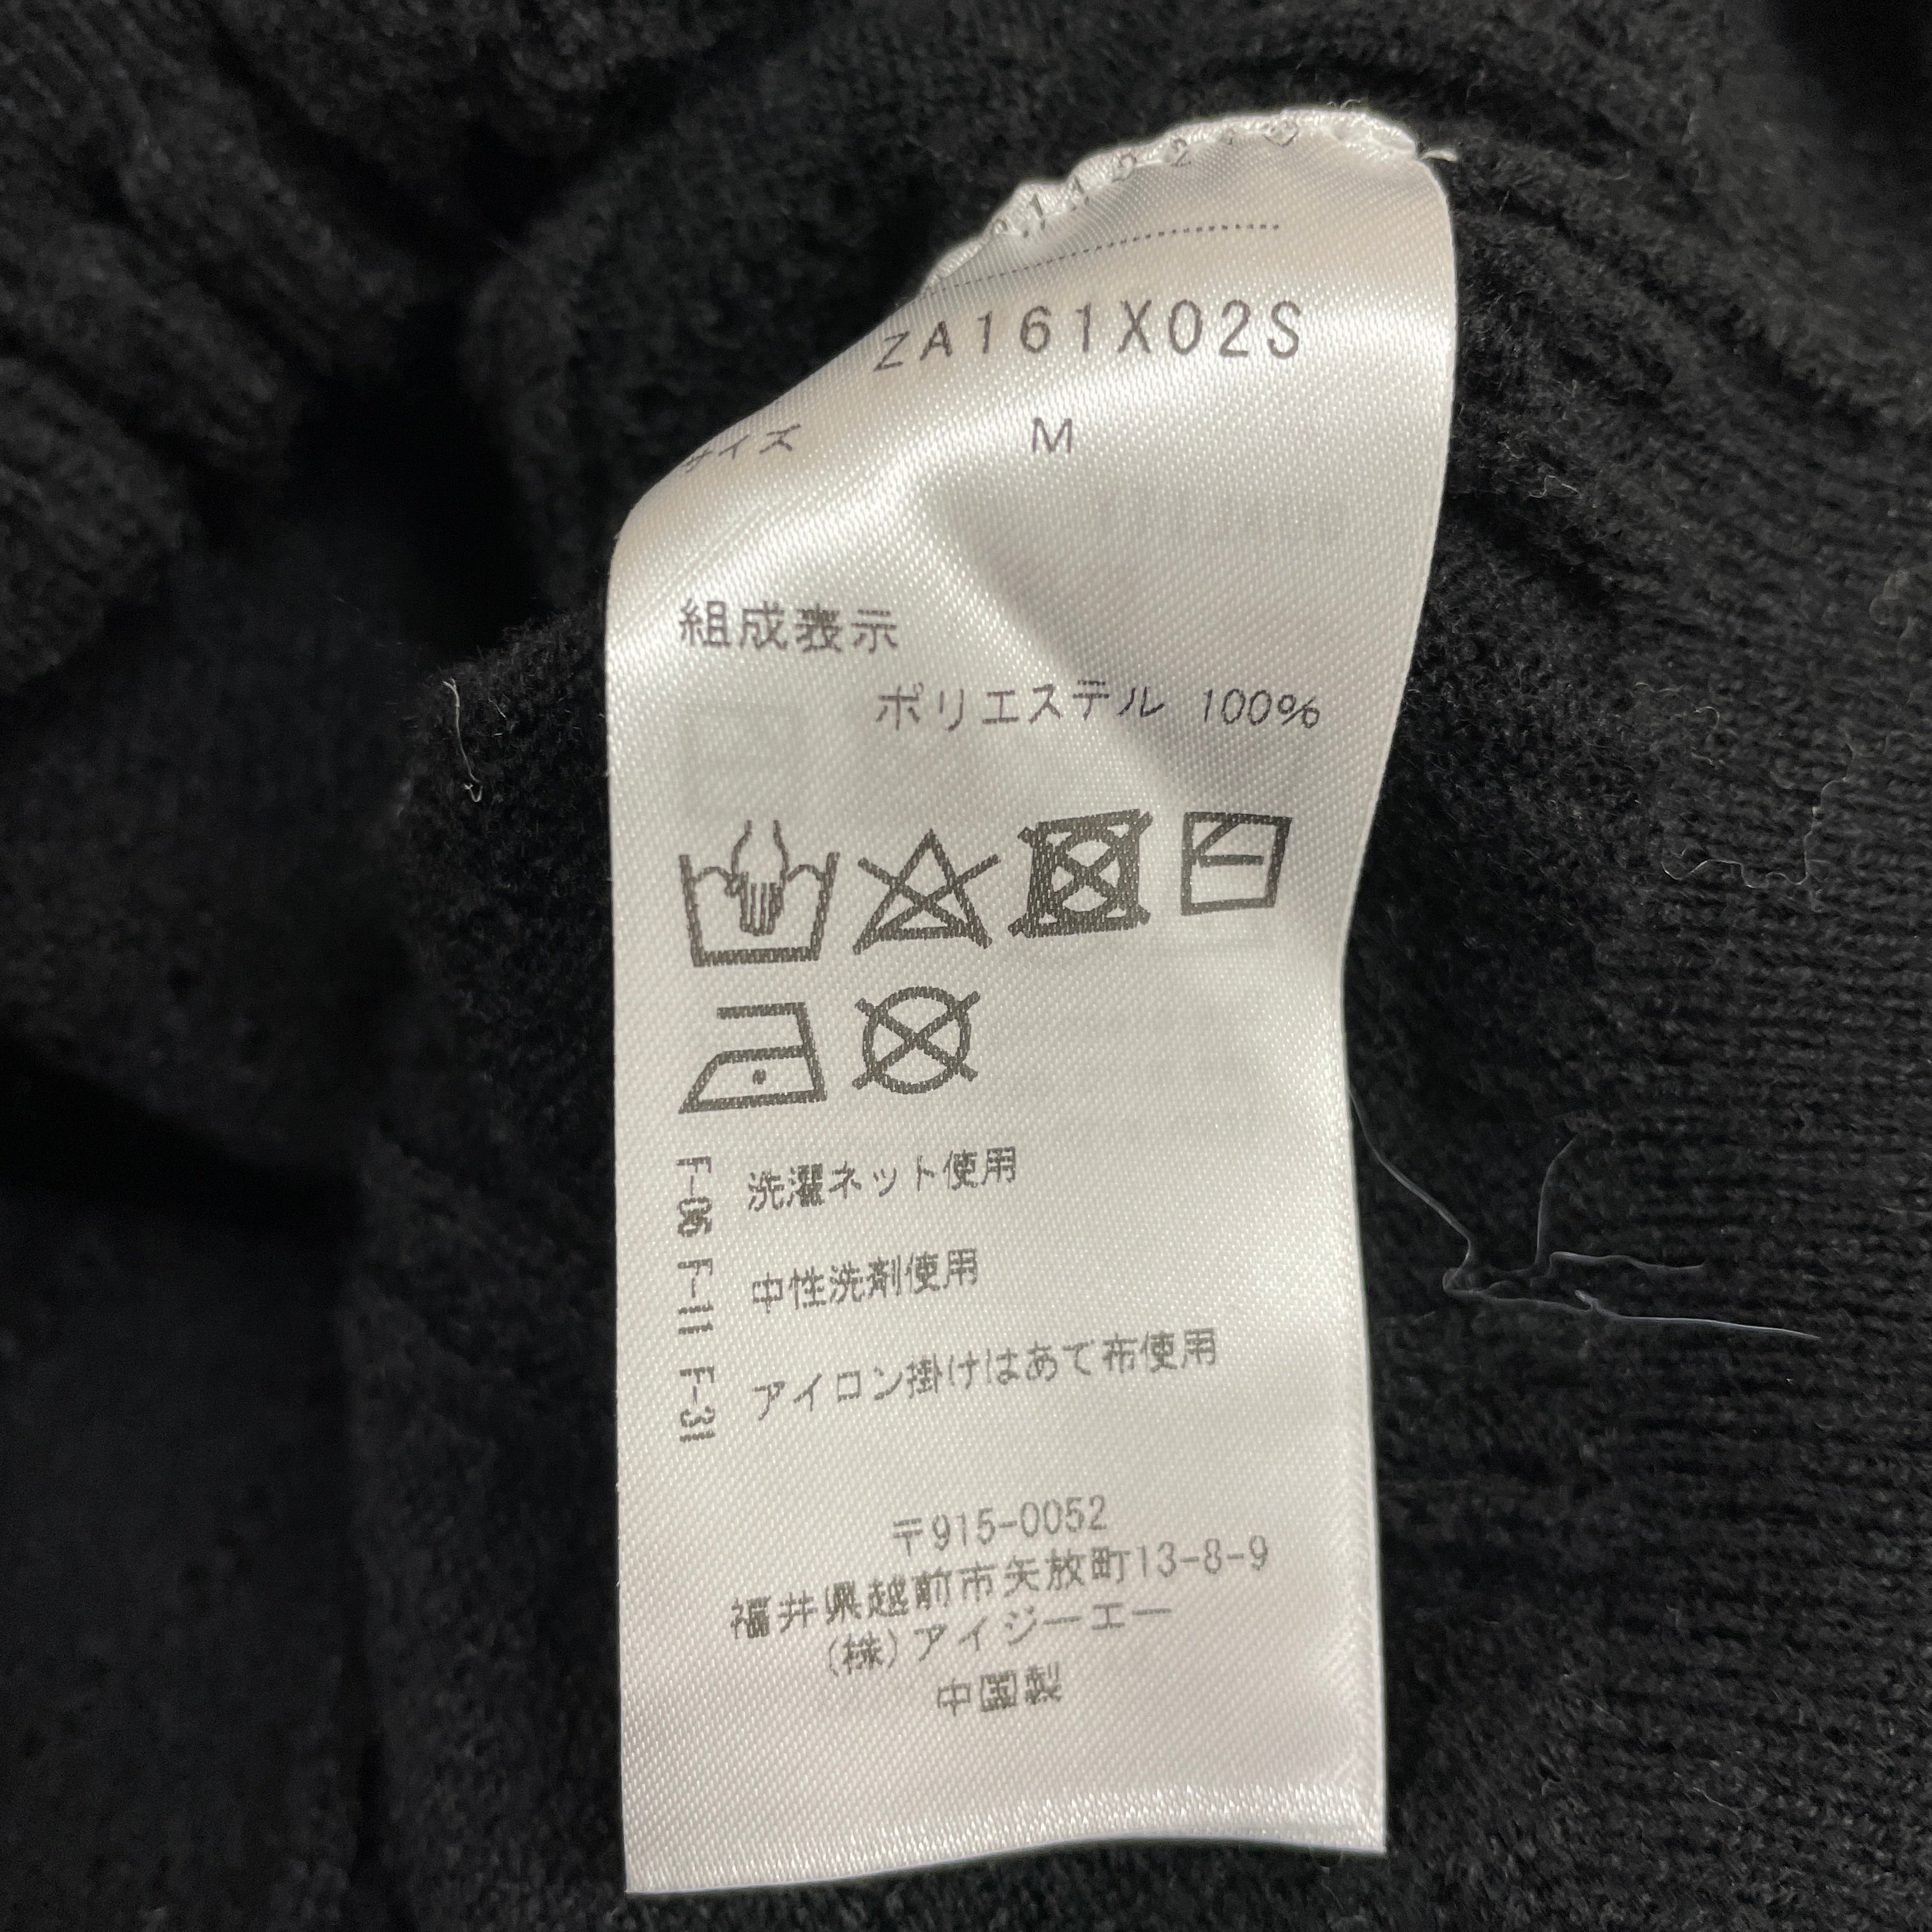 ZA161X02S
サイズ M
組成表示
ポリエステル 100%
F-06 洗濯ネット使用
F-11 中性洗剤使用
F-31 アイロン掛けはあて布使用
〒915-0052
福井県越前市矢放町13-8-9
(株)アイジーエー
中国製